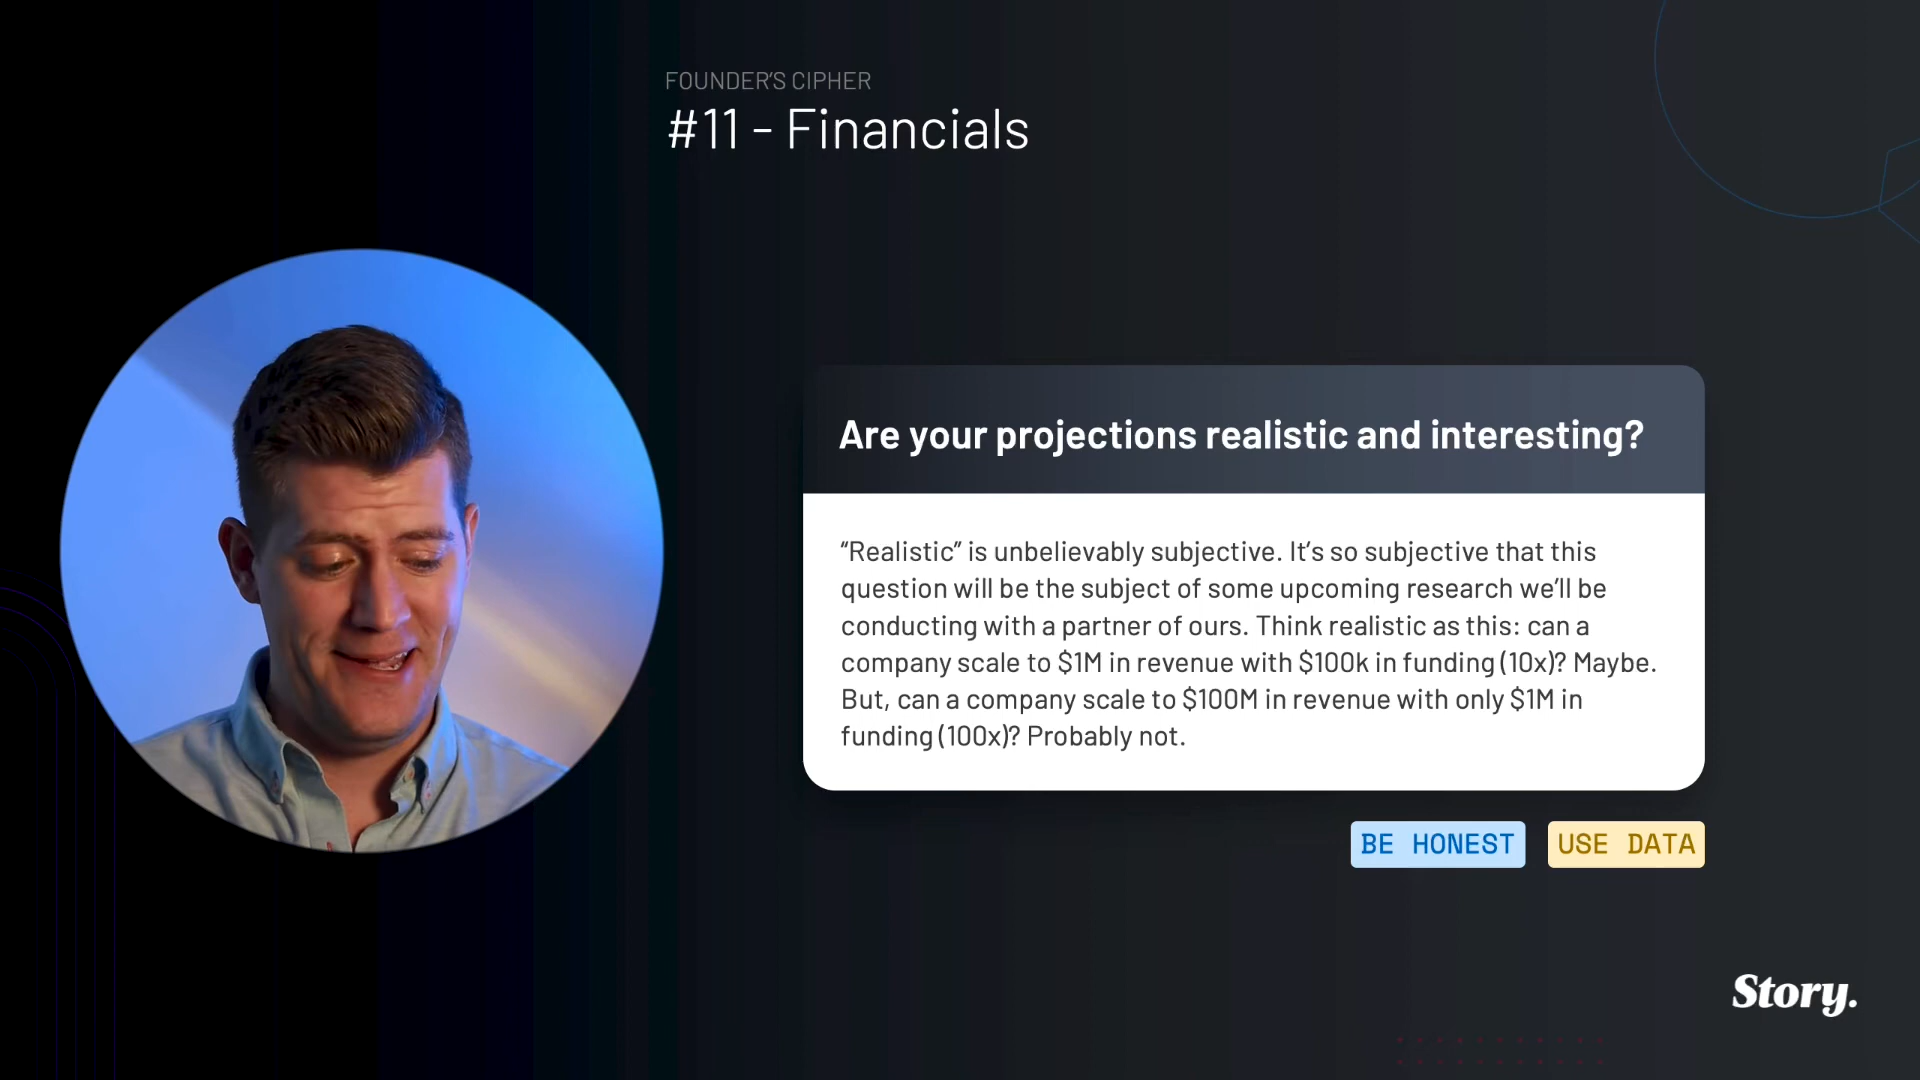 FOUNDER'S CIPHER
#11 - Financials
Are your projections realistic and interesting?
“Realistic” is unbelievably subjective. It’s so subjective that this
question will be the subject of some upcoming research we’ll be
conducting with a partner of ours. Think realistic as this: can a
company scale to $1M in revenue with $100k in funding (10x)? Maybe.
But, can a company scale to $100M in revenue with only $1M in
funding (100x)? Probably not.
BE HONEST USE DATA
Story.